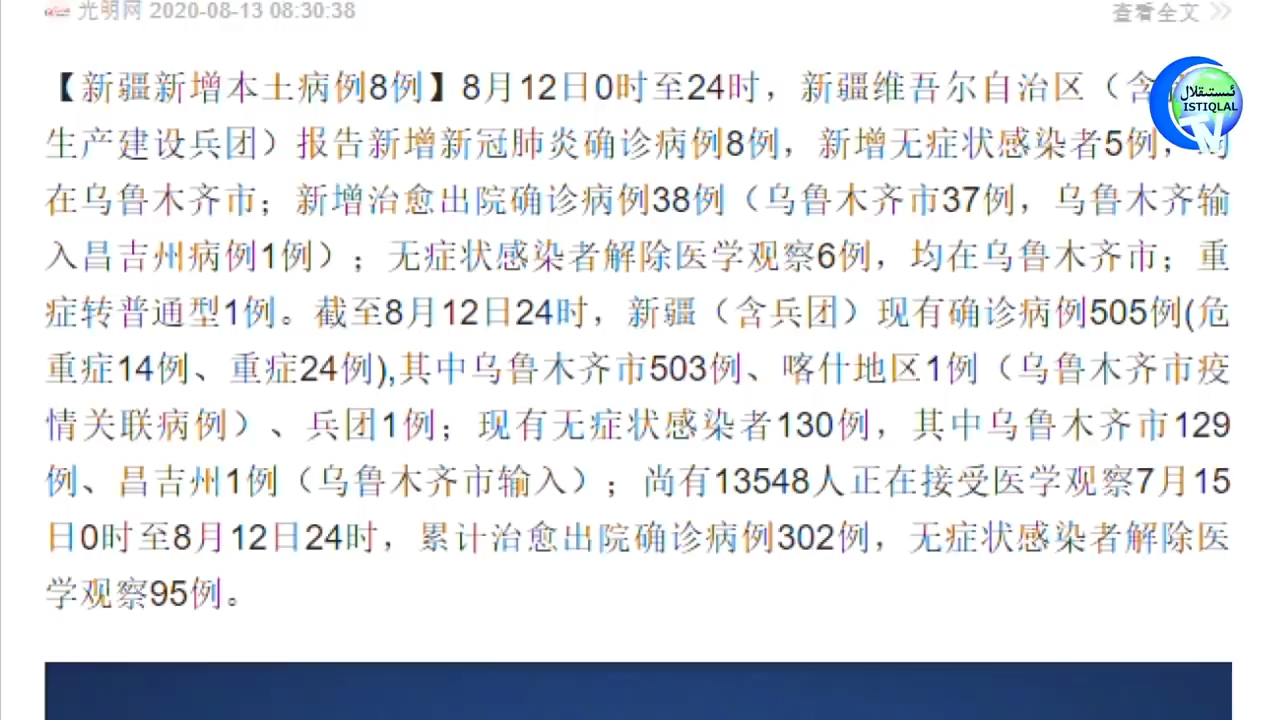 光明网 2020-08-13 08:30:38
查看全文
【新疆新增本土病例8例】8月12日0时至24时，新疆维吾尔自治区（含
生产建设兵团）报告新增新冠肺炎确诊病例8例，新增无症状感染者5例，
在乌鲁木齐市；新增治愈出院确诊病例38例（乌鲁木齐市37例，乌鲁木齐输
入昌吉州病例1例）；无症状感染者解除医学观察6例，均在乌鲁木齐市；重
症转普通型1例。截至8月12日24时，新疆（含兵团）现有确诊病例505例(危
重症14例、重症24例),其中乌鲁木齐市503例、喀什地区1例（乌鲁木齐市疫
情关联病例）、兵团1例；现有无症状感染者130例，其中乌鲁木齐市129
例、昌吉州1例（乌鲁木齐市输入）；尚有13548人正在接受医学观察7月15
日0时至8月12日24时，累计治愈出院确诊病例302例，无症状感染者解除医
学观察95例。
ئىستىقلال
ISTIQLAL
TV